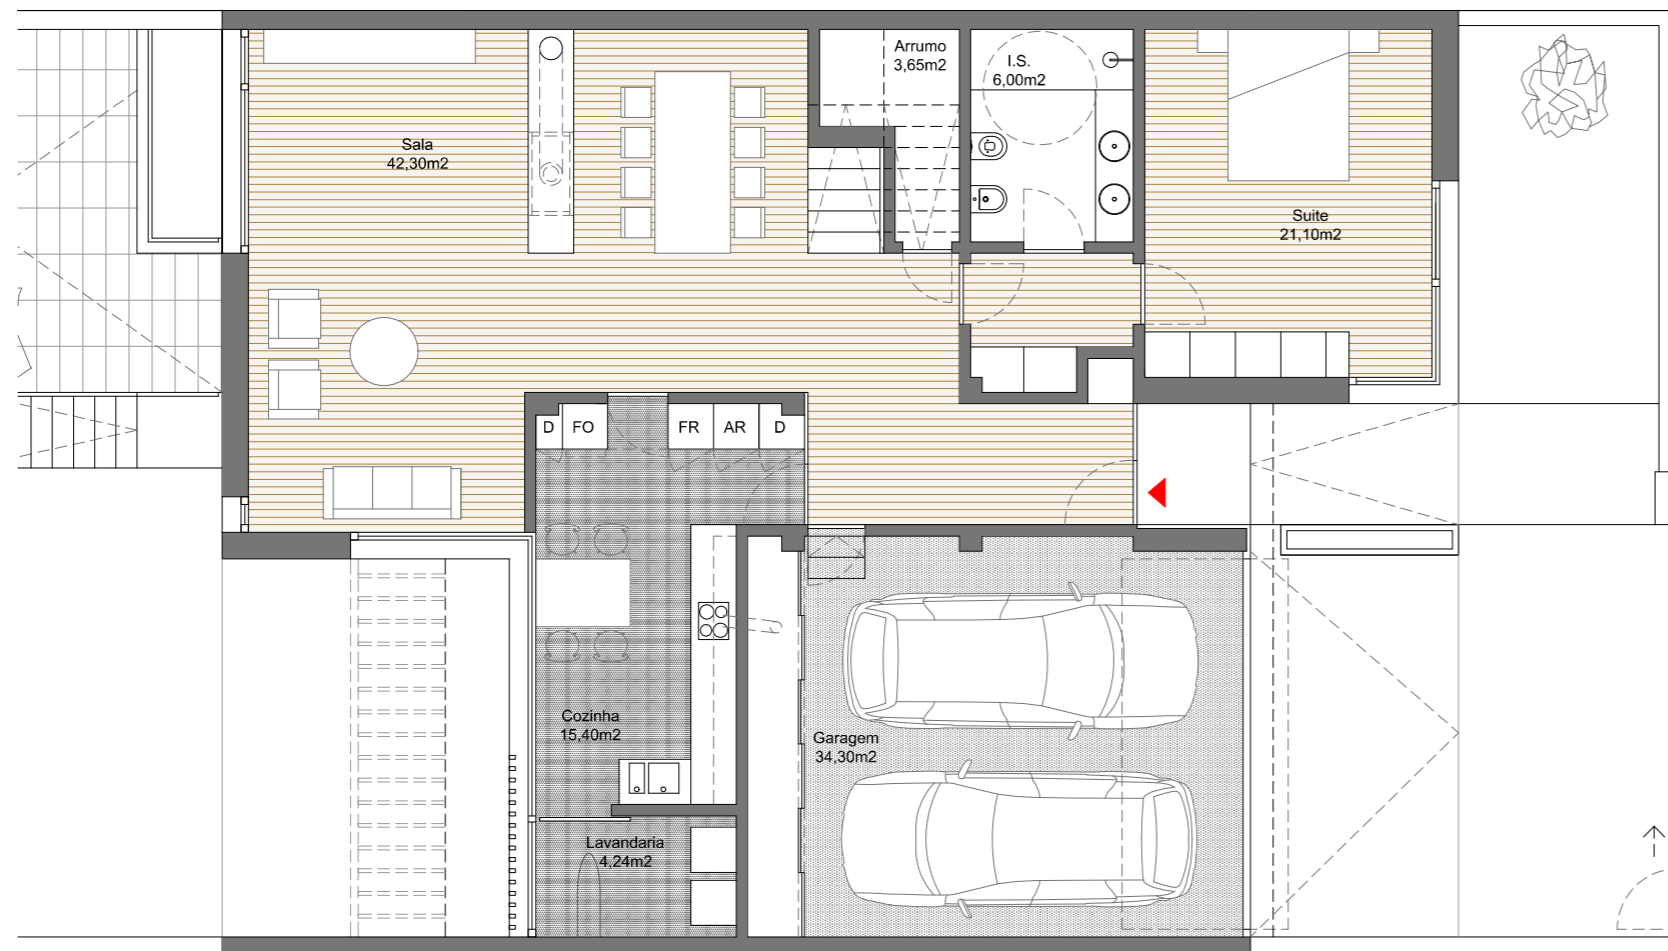 Arrumo
3,65m2
I.S.
6,00m2
Sala
42,30m2
Suite
21,10m2
D
FO
FR
AR
D
Cozinha
15,40m2
Garagem
34,30m2
Lavandaria
4,24m2